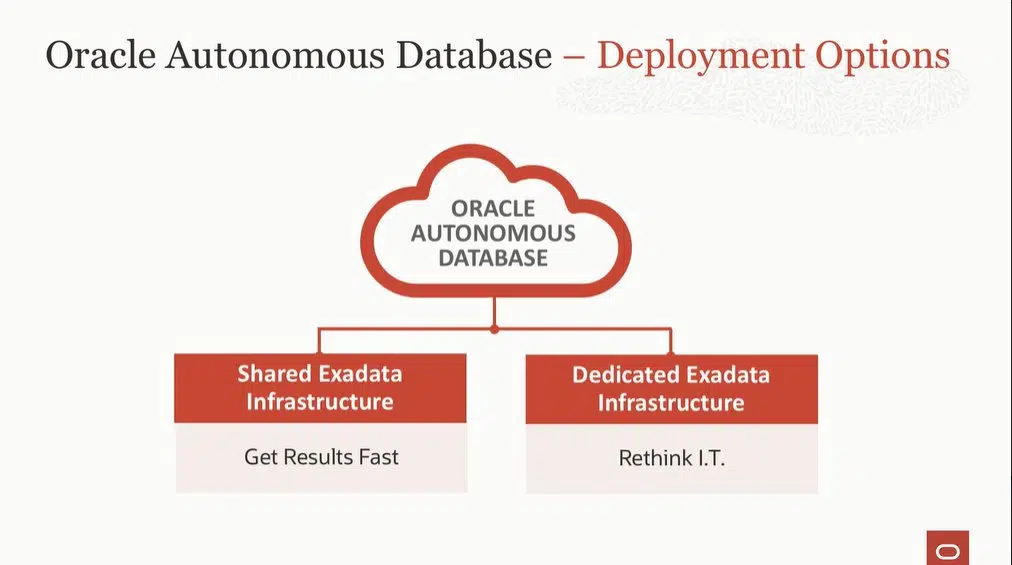 Oracle Autonomous Database – Deployment Options
ORACLE
AUTONOMOUS
DATABASE
Shared Exadata
Infrastructure
Get Results Fast
Dedicated Exadata
Infrastructure
Rethink I.T.